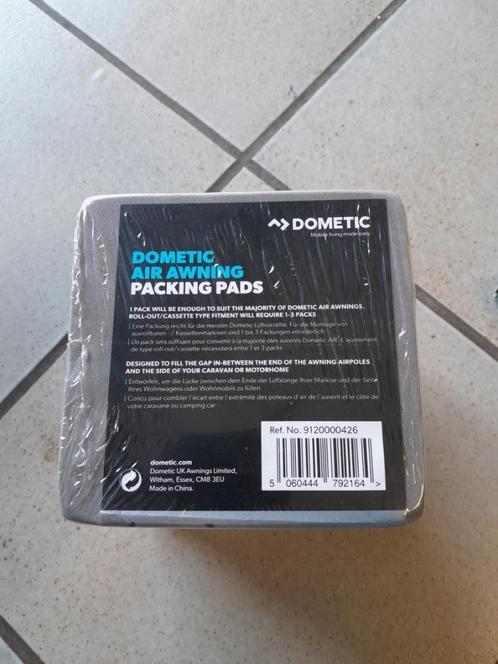 DOMETIC
Mobile living made easy
DOMETIC
AIR AWNING
PACKING PADS
1 PACK WILL BE ENOUGH TO SUIT THE MAJORITY OF DOMETIC AIR AWNINGS.
ROLL-OUT/CASSETTE TYPE FITMENT WILL REQUIRE 1-3 PACKS
Eine Packung reicht für die meisten Dometic Luftvorzelte. Für die Montage von
ausrollbaren - / Kassettenmarkisen sind 1 bis 3 Packungen erforderlich
Un pack sera suffisant pour convenir à la majorité des auvents Dometic AIR. L'ajustement
de type roll out/cassette nécessitera entre 1 et 3 packs
DESIGNED TO FILL THE GAP IN-BETWEEN THE END OF THE AWNING AIRPOLES
AND THE SIDE OF YOUR CARAVAN OR MOTORHOME
Entworfen, um die Lücke zwischen dem Ende der Luftstange Ihrer Markise und der Seite
Ihres Wohnwagens oder Wohnmobils zu füllen
Concu pour combler l'écart entre l'extrémité des poteaux d'air de l'auvent et le côté de
votre caravane ou camping car
Ref. No. 9120000426
5 060444 792164 >
dometic.com
Dometic UK Awnings Limited,
Witham, Essex, CM8 3EU
Made in China.